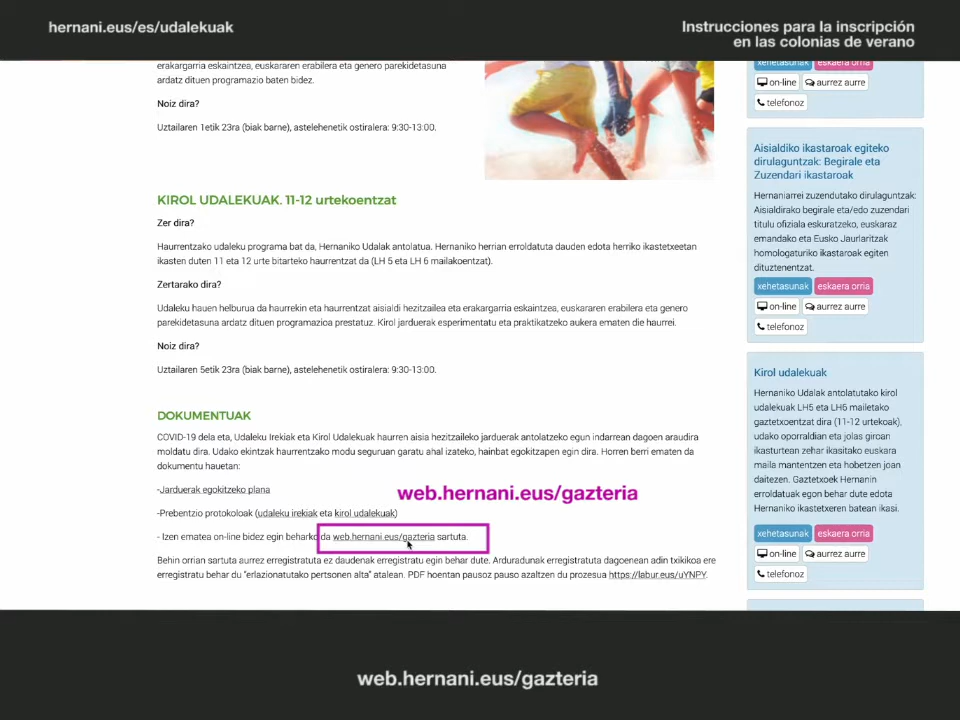 hernani.eus/es/udalekuak
Instrucciones para la inscripción
en las colonias de verano
erakargarria eskaintzea, euskararen erabilera eta genero parekidetasuna
ardatz dituen programazio baten bidez.
Noiz dira?
Uztailaren 1etik 23ra (biak barne), astelehenetik ostiralera: 9:30-13:00.
KIROL UDALEKUAK. 11-12 urtekoentzat
Zer dira?
Haurrentzako udaleku programa bat da, Hernaniko Udalak antolatua. Hernaniko herrian erroldatuta dauden edota herriko ikastetxeetan
ikasten duten 11 eta 12 urte bitarteko haurrentzat da (LH 5 eta LH 6 mailakoentzat).
Zertarako dira?
Udaleku hauen helburua da haurrekin eta haurrentzat aisialdi hezitzailea eta erakargarria eskaintzea, euskararen erabilera eta genero
parekidetasuna ardatz dituen programazioa prestatuz. Kirol jarduerak esperimentatu eta praktikatzeko aukera ematen die haurrei.
Noiz dira?
Uztailaren 5etik 23ra (biak barne), astelehenetik ostiralera: 9:30-13:00.
DOKUMENTUAK
COVID-19 dela eta, Udaleku Irekiak eta Kirol Udalekuak haurren aisia hezitzaileko jarduerak antolatzeko egun indarrean dagoen araudira
moldatu dira. Udako ekintzak haurrentzako modu seguruan garatu ahal izateko, hainbat egokitzapen egin dira. Horren berri ematen da
dokumentu hauetan:
-Jarduerak egokitzeko plana
web.hernani.eus/gazteria
-Prebentzio protokoloak (udaleku irekiak eta kirol udalekuak)
- Izen ematea on-line bidez egin beharko da web.hernani.eus/gazteria sartuta.
Behin orrian sartuta aurrez erregistratuta ez daudenak erregistratu egin behar dute. Arduradunak erregistratuta dagoenean adin txikikoa ere
erregistratu behar du "erlazionatutako pertsonen alta" atalean. PDF hoentan pausoz pauso azaltzen du prozesua https://labur.eus/uYNPY.
xehetasunak eskaera orria
on-line aurrez aurre
telefonoz
Aisialdiko ikastaroak egiteko
dirulaguntzak: Begirale eta
Zuzendari ikastaroak
Hernaniarrei zuzendutako dirulaguntzak:
Aisialdirako begirale eta/edo zuzendari
titulu ofiziala eskuratzeko, euskaraz
emandako eta Eusko Jaurlaritzak
homologaturiko ikastaroak egiten
dituztenentzat.
xehetasunak eskaera orria
on-line aurrez aurre
telefonoz
Kirol udalekuak
Hernaniko Udalak antolatutako kirol
udalekuak LH5 eta LH6 mailetako
gaztetxoentzat dira (11-12 urtekoak),
udako oporraldian eta jolas giroan
ikasturtean zehar ikasitako euskara
maila mantentzen eta hobetzen joan
daitezen. Gaztetxoek Hernanin
erroldatuak egon behar dute edota
Hernaniko ikastetxeren batean ikasi.
xehetasunak eskaera orria
on-line aurrez aurre
telefonoz
web.hernani.eus/gazteria